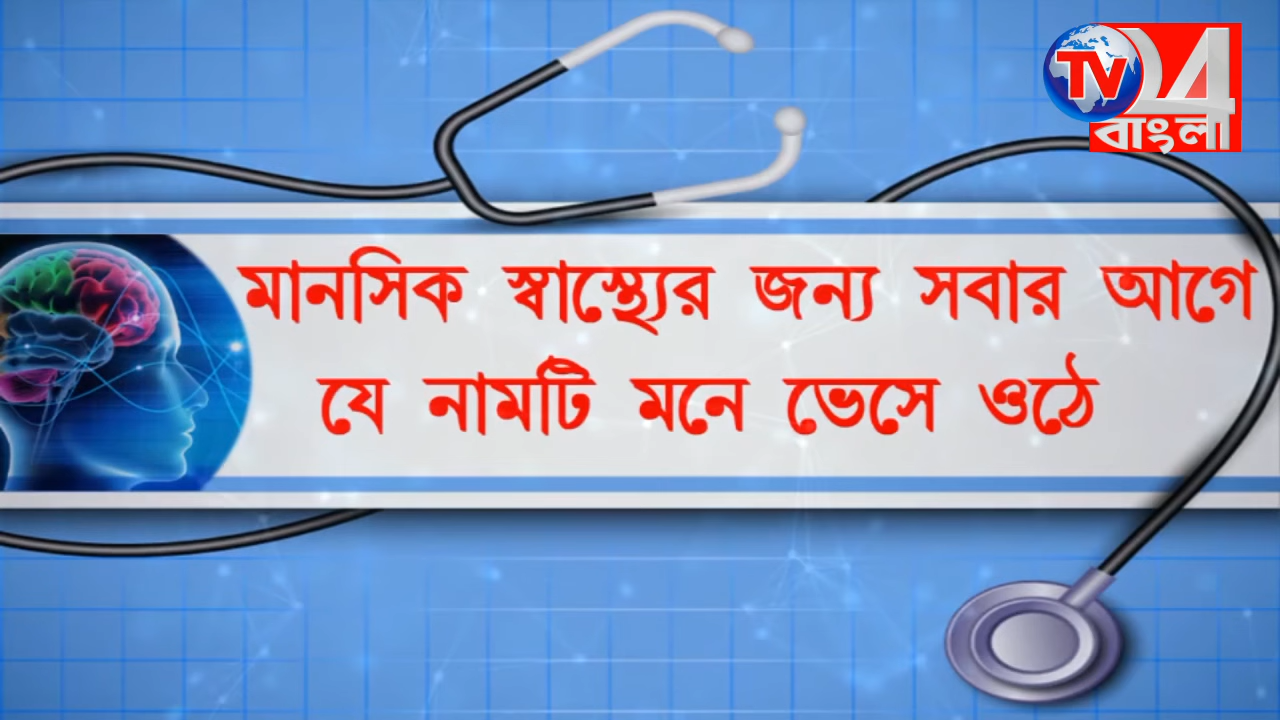 TV 24
বাংলা
মানসিক স্বাস্থ্যের জন্য সবার আগে
যে নামটি মনে ভেসে ওঠে